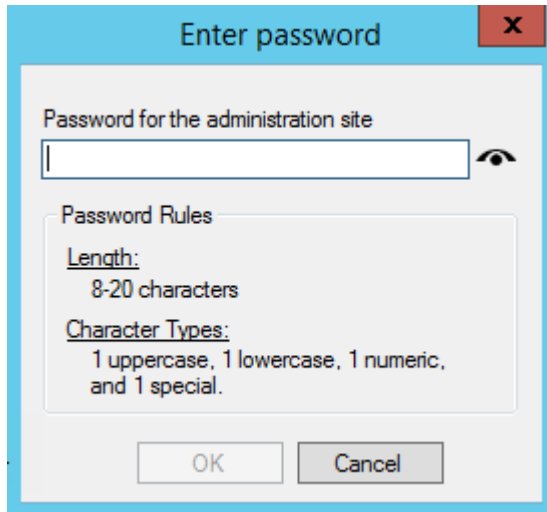 Enter password
x
Password for the administration site
Password Rules
Length:
8-20 characters
Character Types:
1 uppercase, 1 lowercase, 1 numeric,
and 1 special.
OK Cancel